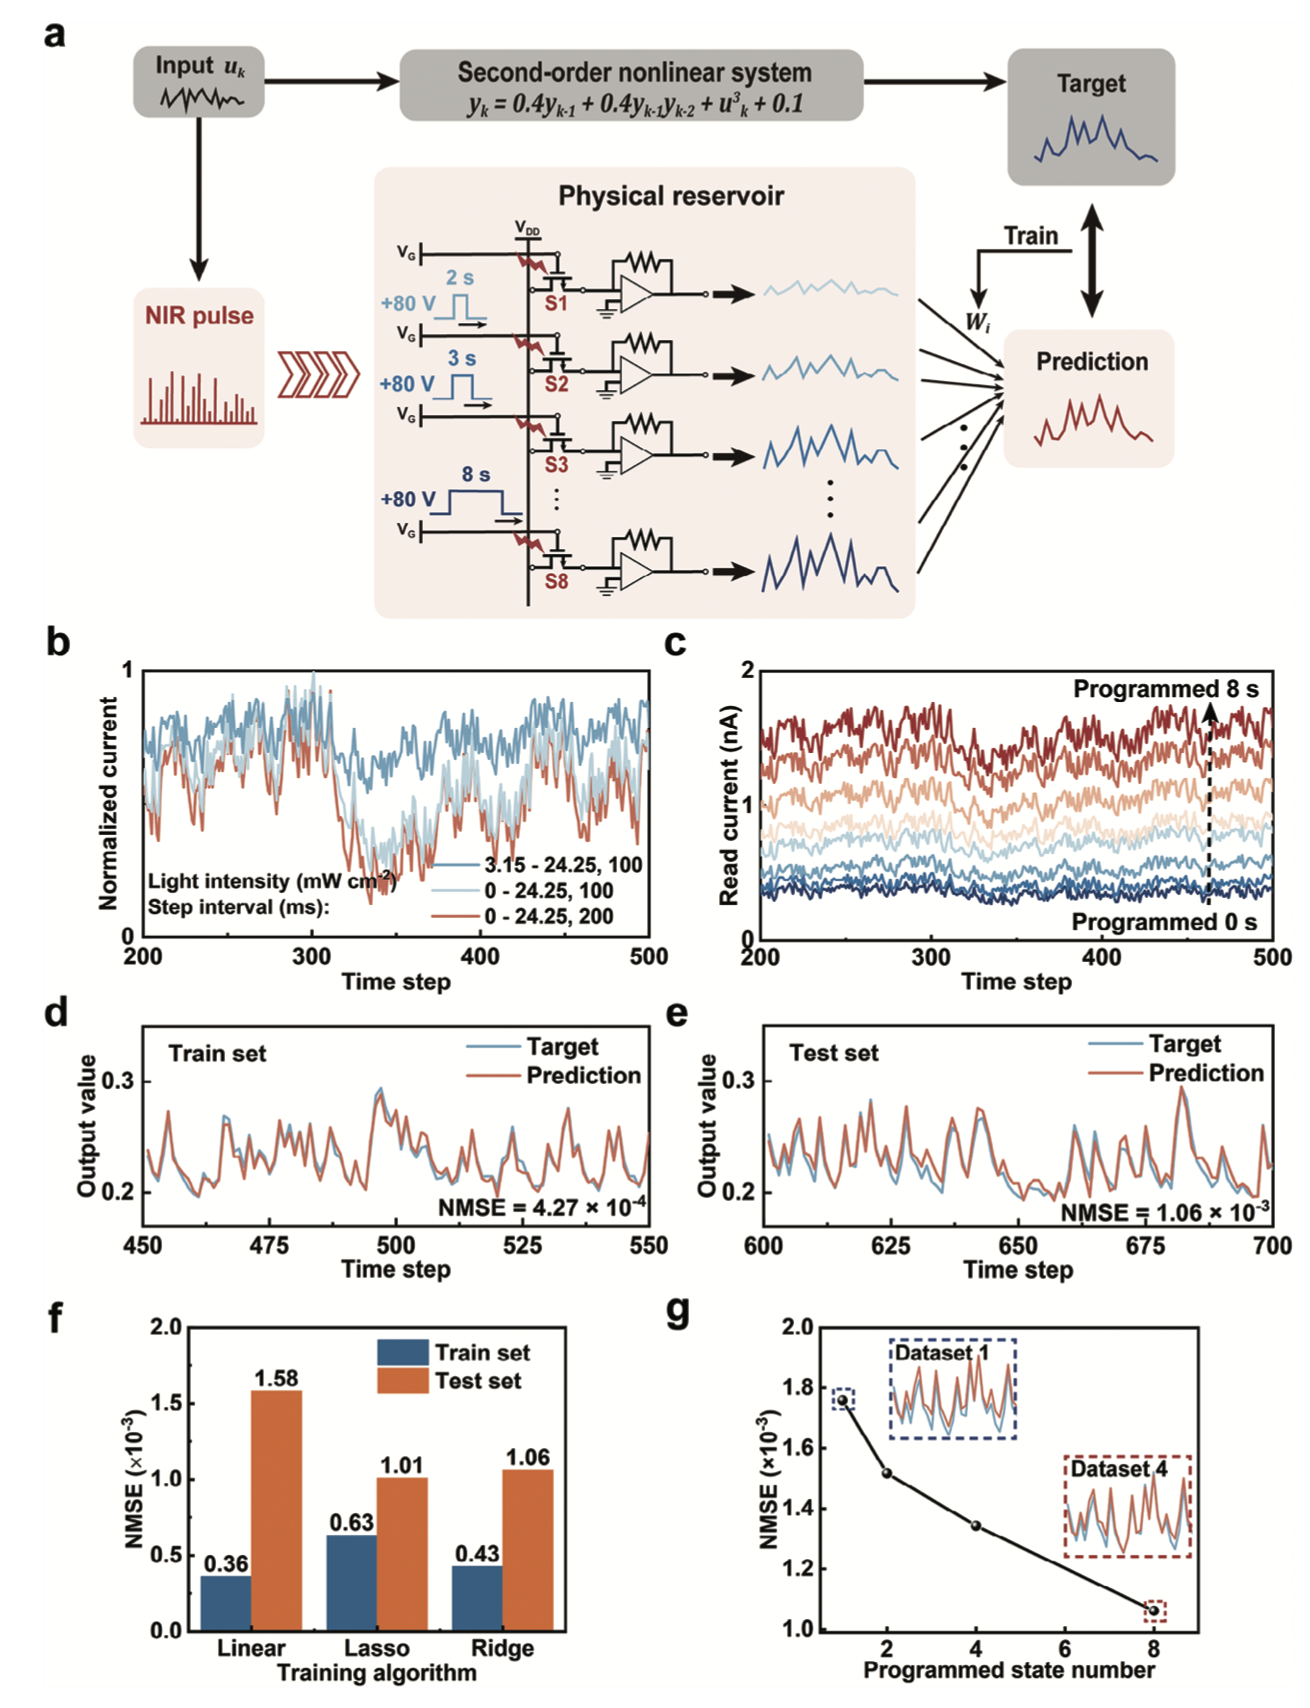 a
Input uₖ
Second-order nonlinear system
yₖ = 0.4yₖ₋₁ + 0.4yₖ₋₁yₖ₋₂ + u³ₖ + 0.1
Target
Physical reservoir
V_DD
V_G
2 s
+80 V
S1
V_G
3 s
+80 V
S2
V_G
S3
8 s
+80 V
V_G
S8
NIR pulse
Train
Wᵢ
Prediction
b
Normalized current
1
0
200
300
400
500
Time step
Light intensity (mW cm⁻²)
Step interval (ms):
3.15 - 24.25, 100
0 - 24.25, 100
0 - 24.25, 200
c
Read current (nA)
2
1
0
200
300
400
500
Time step
Programmed 8 s
Programmed 0 s
d
Output value
0.3
0.2
Train set
Target
Prediction
NMSE = 4.27 × 10⁻⁴
450
475
500
525
550
Time step
e
Output value
0.3
0.2
Test set
Target
Prediction
NMSE = 1.06 × 10⁻³
600
625
650
675
700
Time step
f
NMSE (×10⁻³)
2.0
1.5
1.0
0.5
0.0
Train set
Test set
0.36
1.58
0.63
1.01
0.43
1.06
Linear
Lasso
Ridge
Training algorithm
g
NMSE (×10⁻³)
2.0
1.8
1.6
1.4
1.2
1.0
Dataset 1
Dataset 4
2
4
6
8
Programmed state number